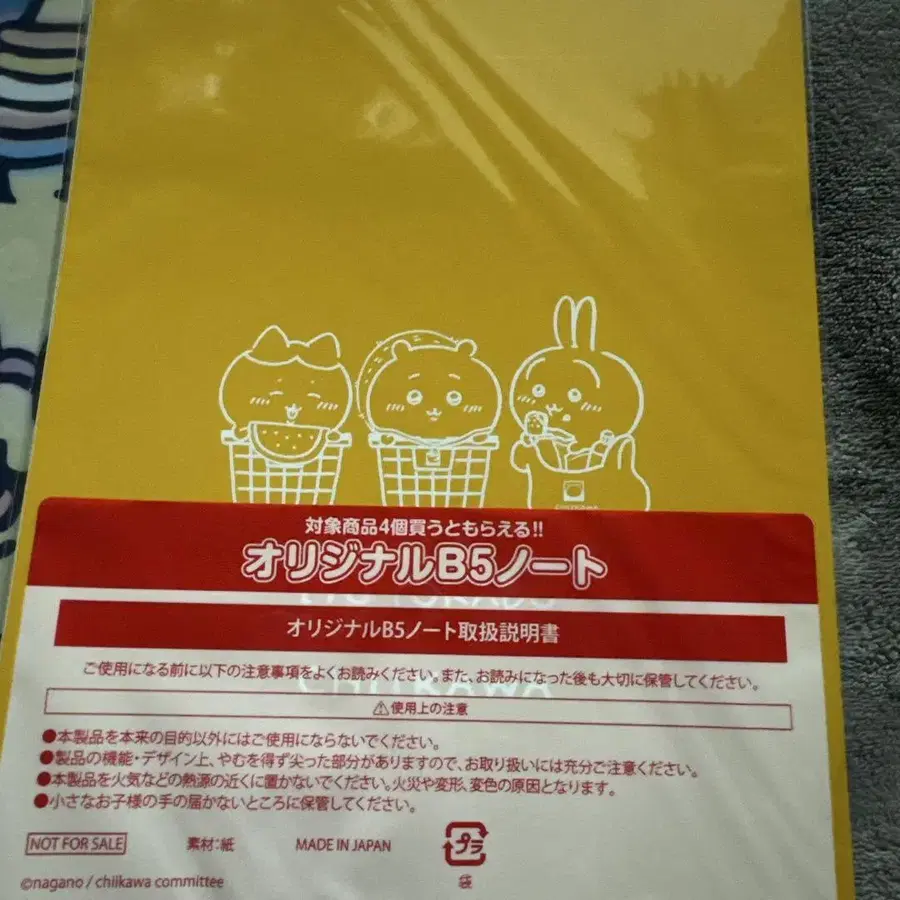 対象商品4個買うともらえる!!
オリジナルB5ノート
オリジナルB5ノート取扱説明書
ご使用になる前に以下の注意事項をよくお読みください。また、お読みになった後も大切に保管してください。
CHIIKAWA
⚠使用上の注意
●本製品を本来の目的以外にはご使用にならないでください。
●製品の機能・デザイン上、やむを得ず尖った部分がありますので、お取り扱いには充分ご注意ください。
●本製品を火気などの熱源の近くに置かないでください。火災や変形、変色の原因となります。
●小さなお子様の手の届かないところに保管してください。
NOT FOR SALE 素材:紙 MADE IN JAPAN プラ
袋
©nagano / chiikawa committee